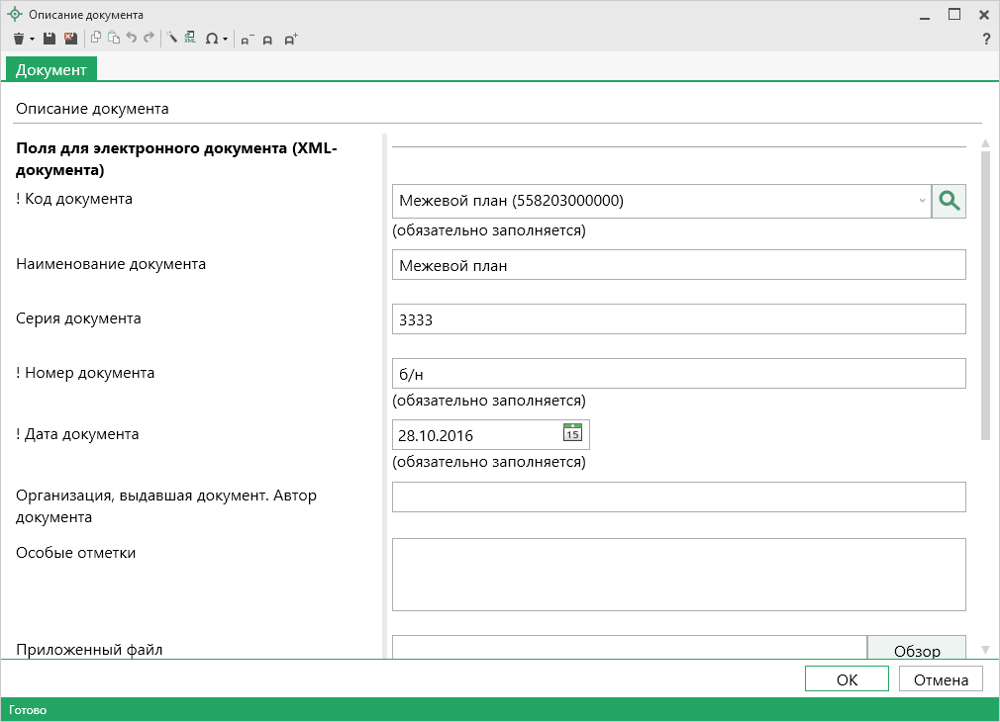 Описание документа
XML
?
Документ
Описание документа
Поля для электронного документа (XML-
документа)
! Код документа
Межевой план (558203000000)
(обязательно заполняется)
Наименование документа
Межевой план
Серия документа
3333
! Номер документа
б/н
(обязательно заполняется)
! Дата документа
28.10.2016
15
(обязательно заполняется)
Организация, выдавшая документ. Автор
документа
Особые отметки
Приложенный файл
Обзор
ОК
Отмена
Готово